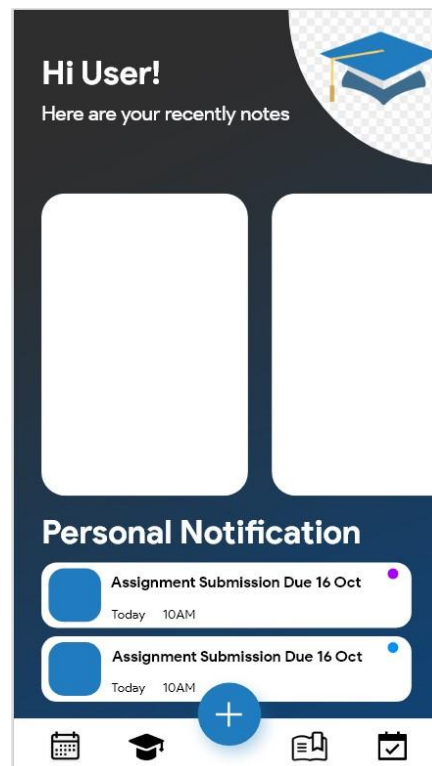 Hi User!
Here are your recently notes
Personal Notification
Assignment Submission Due 16 Oct
Today 10AM
Assignment Submission Due 16 Oct
Today 10AM